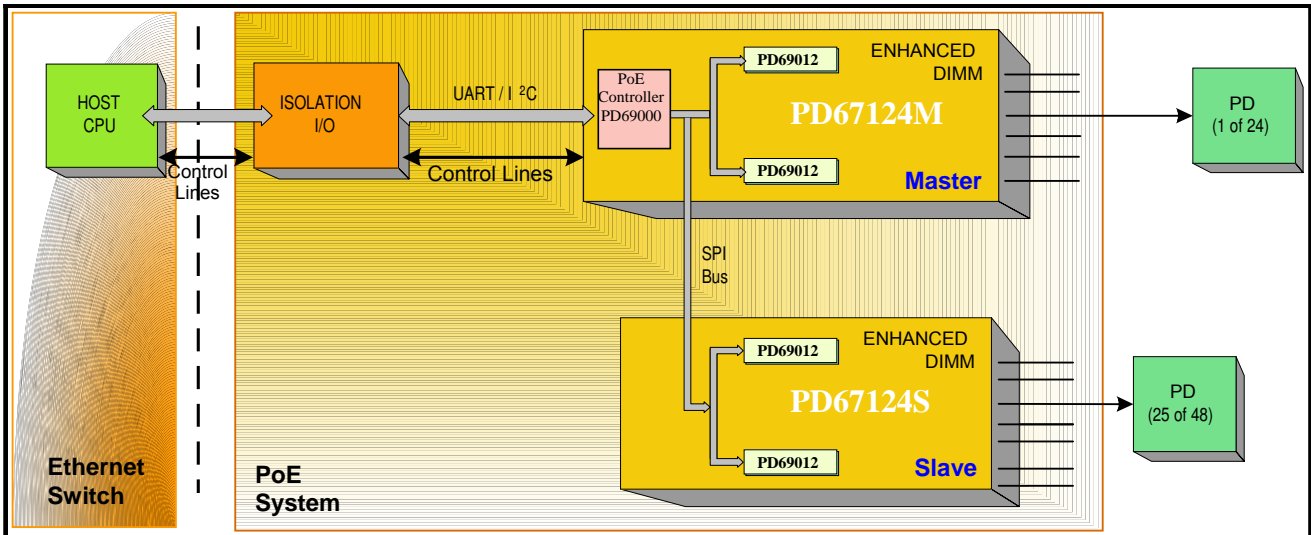 HOST
CPU
Control
Lines
ISOLATION
I/O
UART / I ²C
Control Lines
PoE
Controller
PD69000
PD69012
ENHANCED
DIMM
PD67124M
PD69012
Master
PD
(1 of 24)
SPI
Bus
PD69012
ENHANCED
DIMM
PD67124S
PD69012
Slave
PD
(25 of 48)
Ethernet
Switch
PoE
System